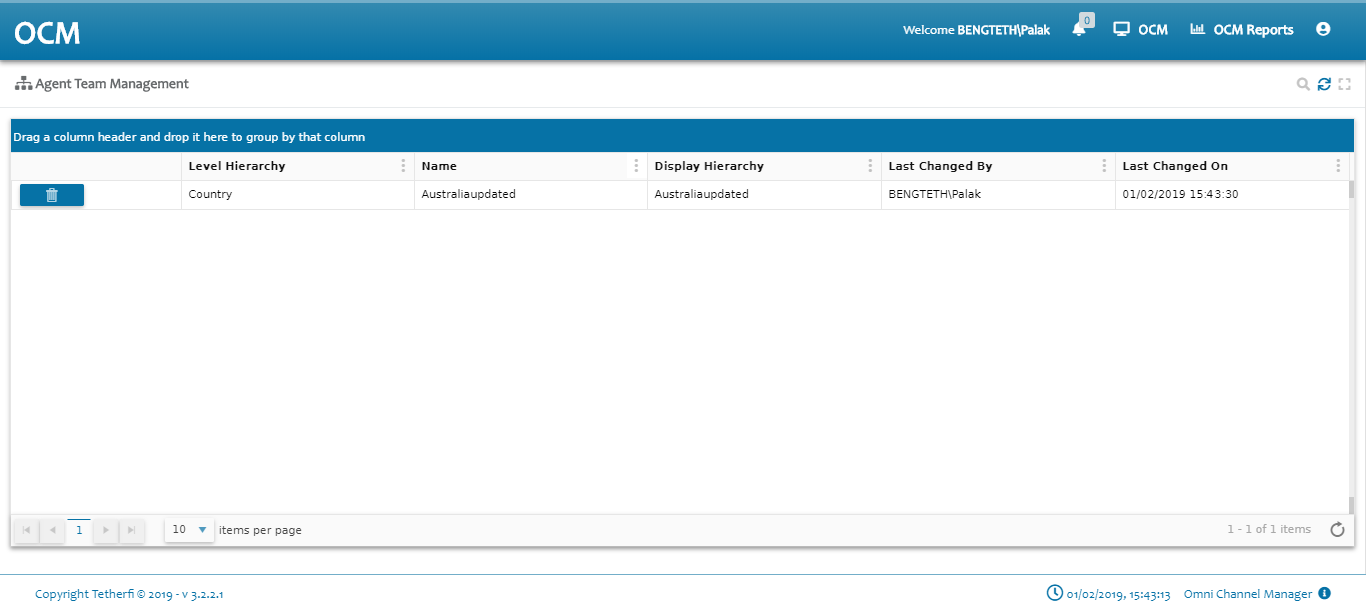 OCM
Welcome BENGTETH\Palak 0 OCM OCM Reports
Agent Team Management
Drag a column header and drop it here to group by that column
Level Hierarchy Name Display Hierarchy Last Changed By Last Changed On
Country Australiaupdated Australiaupdated BENGTETH\Palak 01/02/2019 15:43:30
1 10 items per page 1 - 1 of 1 items
Copyright Tetherfi © 2019 - v 3.2.2.1 01/02/2019, 15:43:13 Omni Channel Manager